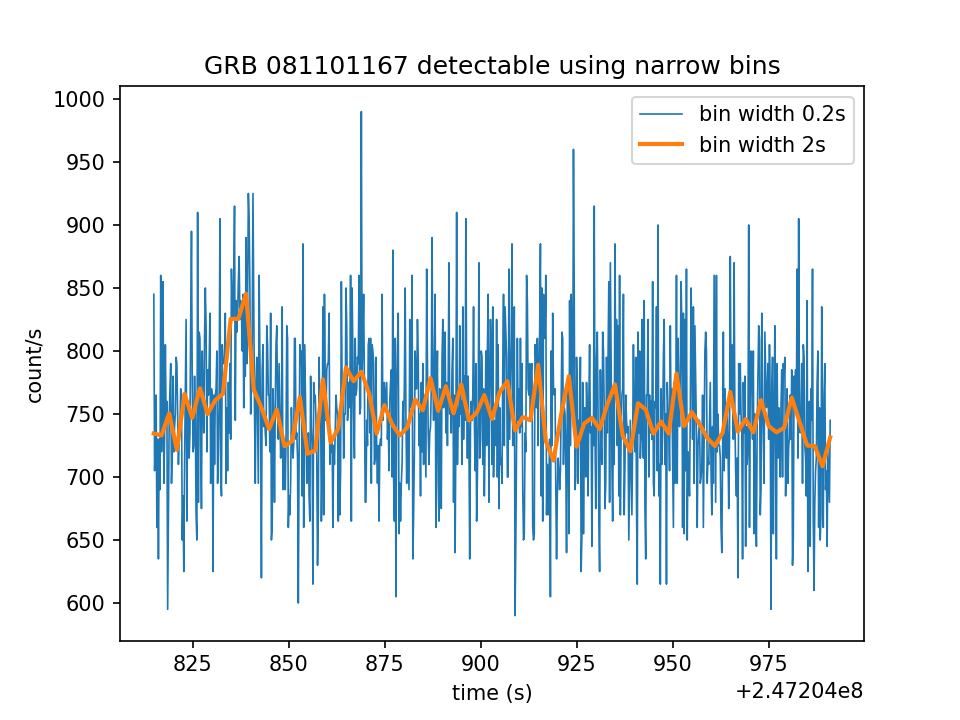 GRB 081101167 detectable using narrow bins
bin width 0.2s
bin width 2s
count/s
1000
950
900
850
800
750
700
650
600
825
850
875
900
925
950
975
time (s)
+2.47204e8